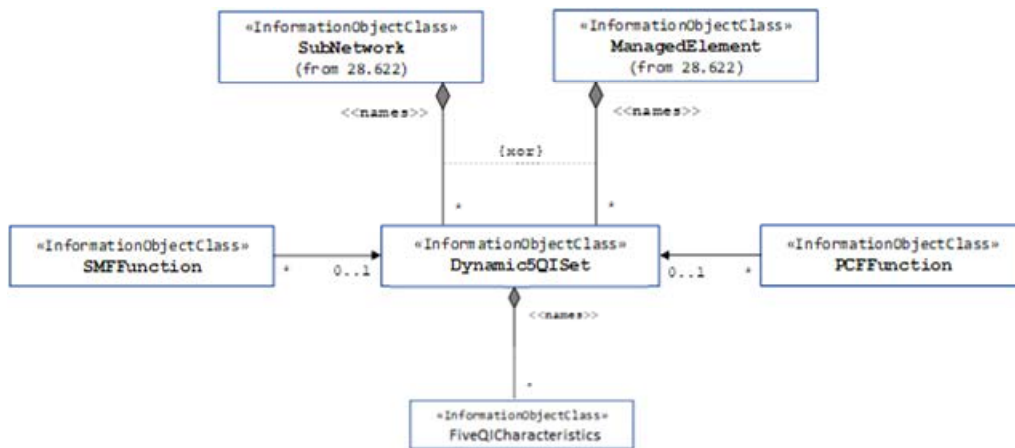 «InformationObjectClass»
SubNetwork
(from 28.622)
«InformationObjectClass»
ManagedElement
(from 28.622)
<<names>>
<<names>>
{xor}
*
*
«InformationObjectClass»
SMFFunction
*
0..1
«InformationObjectClass»
Dynamic5QISet
0..1
*
«InformationObjectClass»
PCFFunction
<<names>>
*
«InformationObjectClass»
FiveQICharacteristics